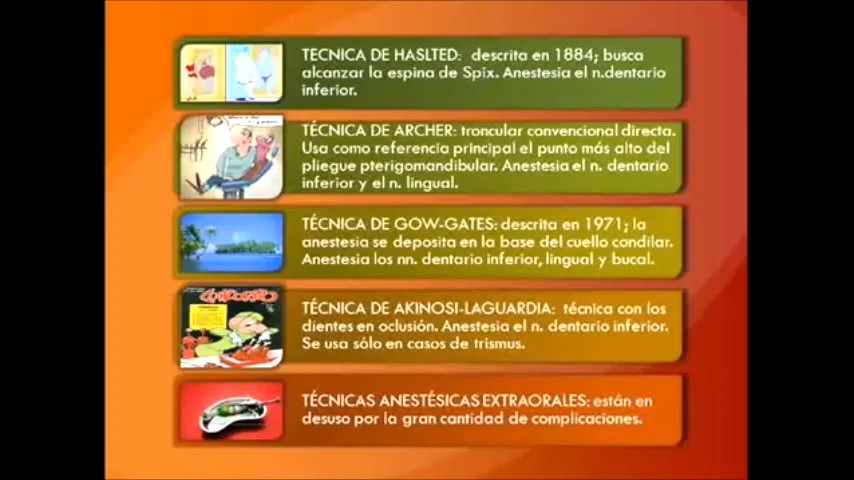 TECNICA DE HASLTED: descrita en 1884; busca
alcanzar la espina de Spix. Anestesia el n.dentario
inferior.
TÉCNICA DE ARCHER: troncular convencional directa.
Usa como referencia principal el punto más alto del
pliegue pterigomandibular. Anestesia el n. dentario
inferior y el n. lingual.
TÉCNICA DE GOW-GATES: descrita en 1971; la
anestesia se deposita en la base del cuello condilar.
Anestesia los nn. dentario inferior, lingual y bucal.
TÉCNICA DE AKINOSI-LAGUARDIA: técnica con los
dientes en oclusión. Anestesia el n. dentario inferior.
Se usa sólo en casos de trismus.
TÉCNICAS ANESTÉSICAS EXTRAORALES: están en
desuso por la gran cantidad de complicaciones.